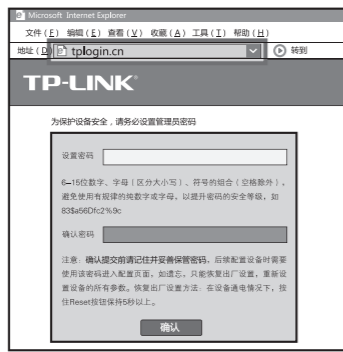 Microsoft Internet Explorer
文件(F) 编辑(E) 查看(V) 收藏(A) 工具(T) 帮助(H)
地址(D) tplogin.cn 转到
TP-LINK®
为保护设备安全，请务必设置管理员密码
设置密码
6—15位数字、字母（区分大小写）、符号的组合（空格除外），
避免使用有规律的纯数字或字母，以提升密码的安全等级，如
83$a56Dfc2%9c
确认密码
注意：确认提交前请记住并妥善保管密码，后续配置设备时需要
使用该密码进入配置页面，如遗忘，只能恢复出厂设置，重新设
置设备的所有参数。恢复出厂设置方法：在设备通电情况下，按
住Reset按钮保持5秒以上。
确认